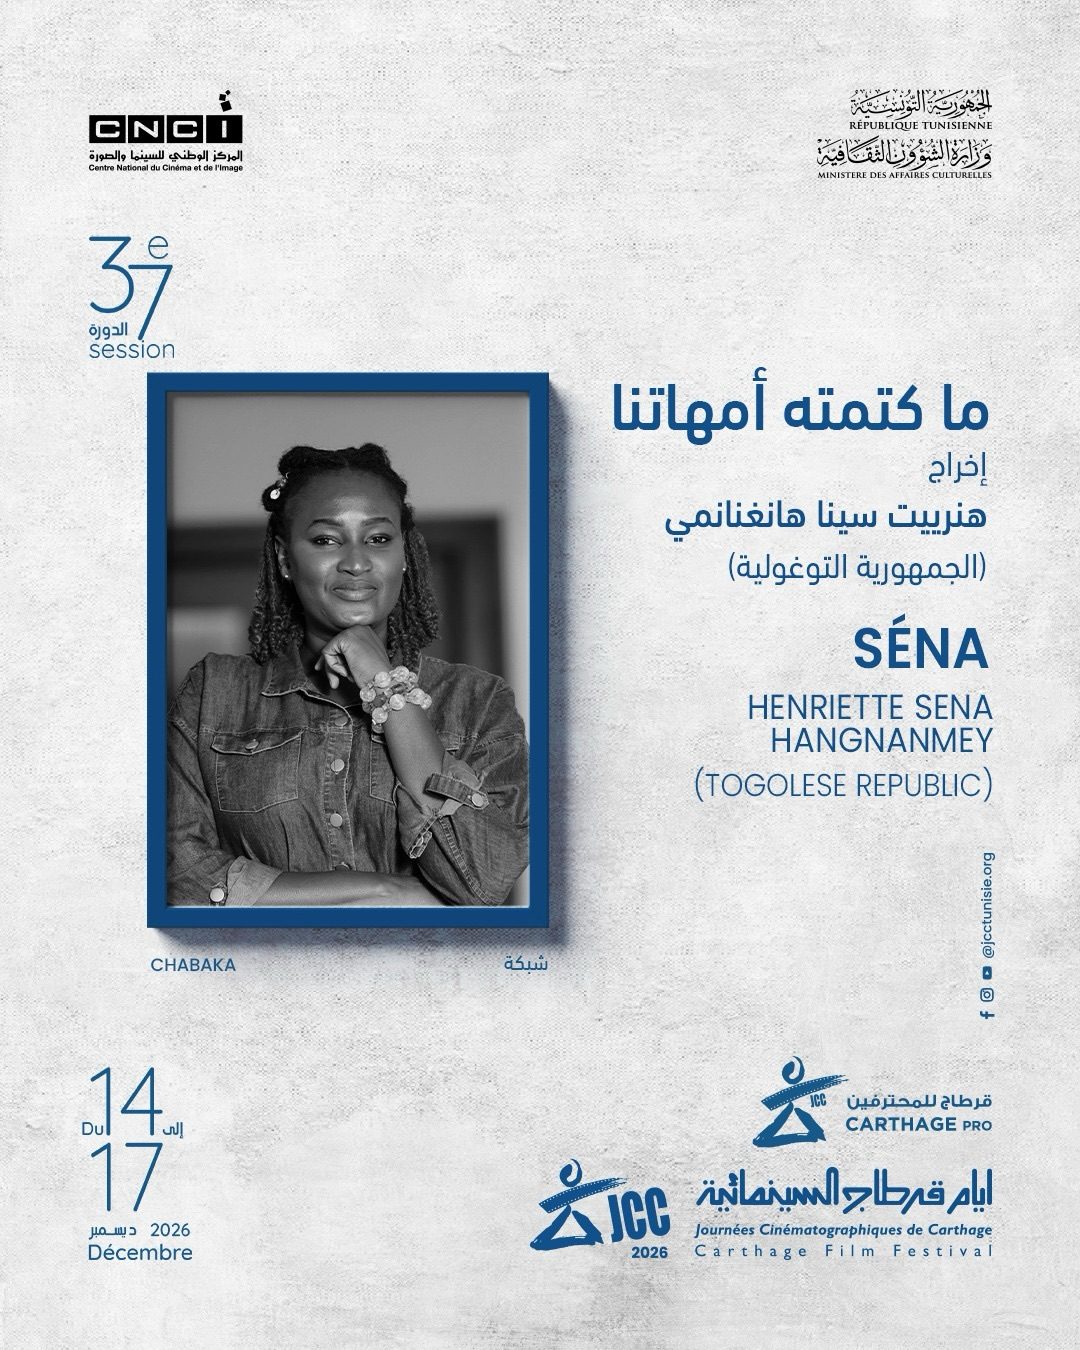 CNCI
المركز الوطني للسينما والصورة
Centre National du Cinéma et de l'Image
الجمهورية التونسية
RÉPUBLIQUE TUNISIENNE
وزارة الشؤون الثقافية
MINISTERE DES AFFAIRES CULTURELLES
37e
الدورة
session
ما كتمته أمهاتنا
إخراج
هنرييت سينا هانغنانمي
(الجمهورية التوغولية)
SÉNA
HENRIETTE SENA
HANGNANMEY
(TOGOLESE REPUBLIC)
@jcctunisie.org
CHABAKA شبكة
Du 14 إلى
17
ديسمبر 2026
Décembre
JCC
قرطاج للمحترفين
CARTHAGE PRO
JCC
2026
ايام قرطاج السينمائية
Journées Cinématographiques de Carthage
Carthage Film Festival